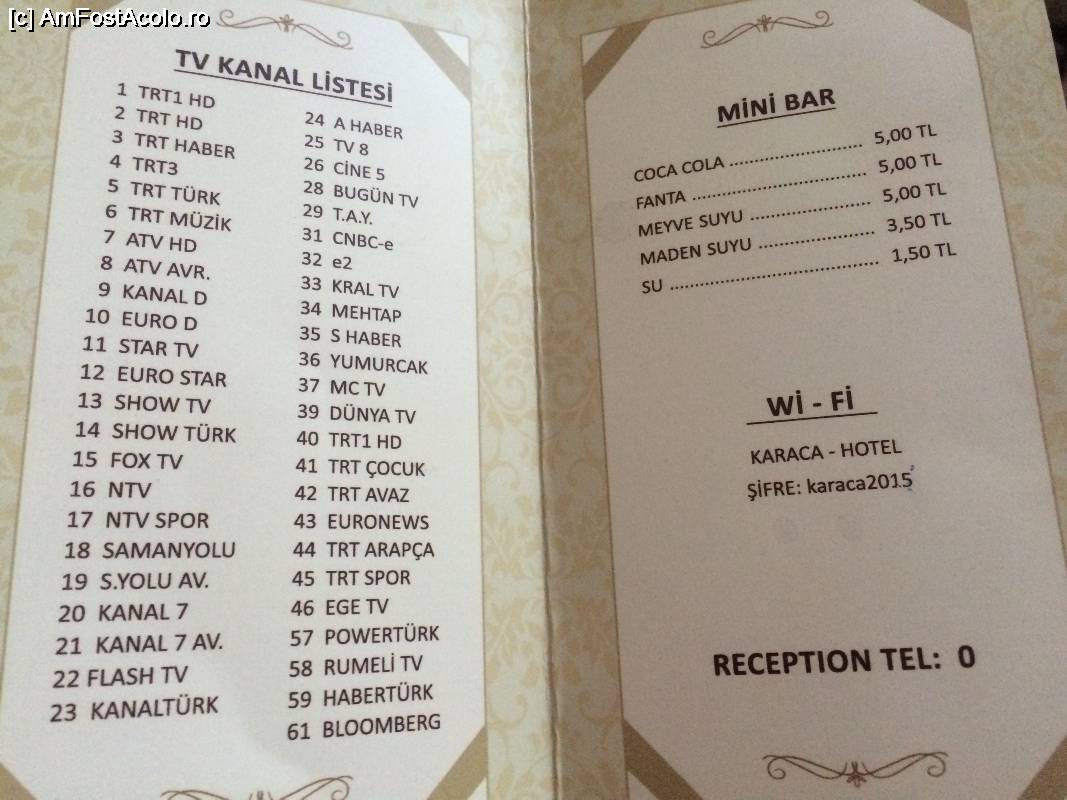 [c] AmFostAcolo.ro
TV KANAL LİSTESİ
1 TRT1 HD
2 TRT HD
3 TRT HABER
4 TRT3
5 TRT TÜRK
6 TRT MÜZİK
7 ATV HD
8 ATV AVR.
9 KANAL D
10 EURO D
11 STAR TV
12 EURO STAR
13 SHOW TV
14 SHOW TÜRK
15 FOX TV
16 NTV
17 NTV SPOR
18 SAMANYOLU
19 S.YOLU AV.
20 KANAL 7
21 KANAL 7 AV.
22 FLASH TV
23 KANALTÜRK
24 A HABER
25 TV 8
26 CİNE 5
28 BUGÜN TV
29 T.A.Y.
31 CNBC-e
32 e2
33 KRAL TV
34 MEHTAP
35 S HABER
36 YUMURCAK
37 MC TV
39 DÜNYA TV
40 TRT1 HD
41 TRT ÇOCUK
42 TRT AVAZ
43 EURONEWS
44 TRT ARAPÇA
45 TRT SPOR
46 EGE TV
57 POWERTÜRK
58 RUMELİ TV
59 HABERTÜRK
61 BLOOMBERG
MİNİ BAR
COCA COLA ........................ 5,00 TL
FANTA ................................ 5,00 TL
MEYVE SUYU ...................... 5,00 TL
MADEN SUYU ..................... 3,50 TL
SU ...................................... 1,50 TL
Wİ - Fİ
KARACA - HOTEL
ŞİFRE: karaca2015
RECEPTION TEL: 0